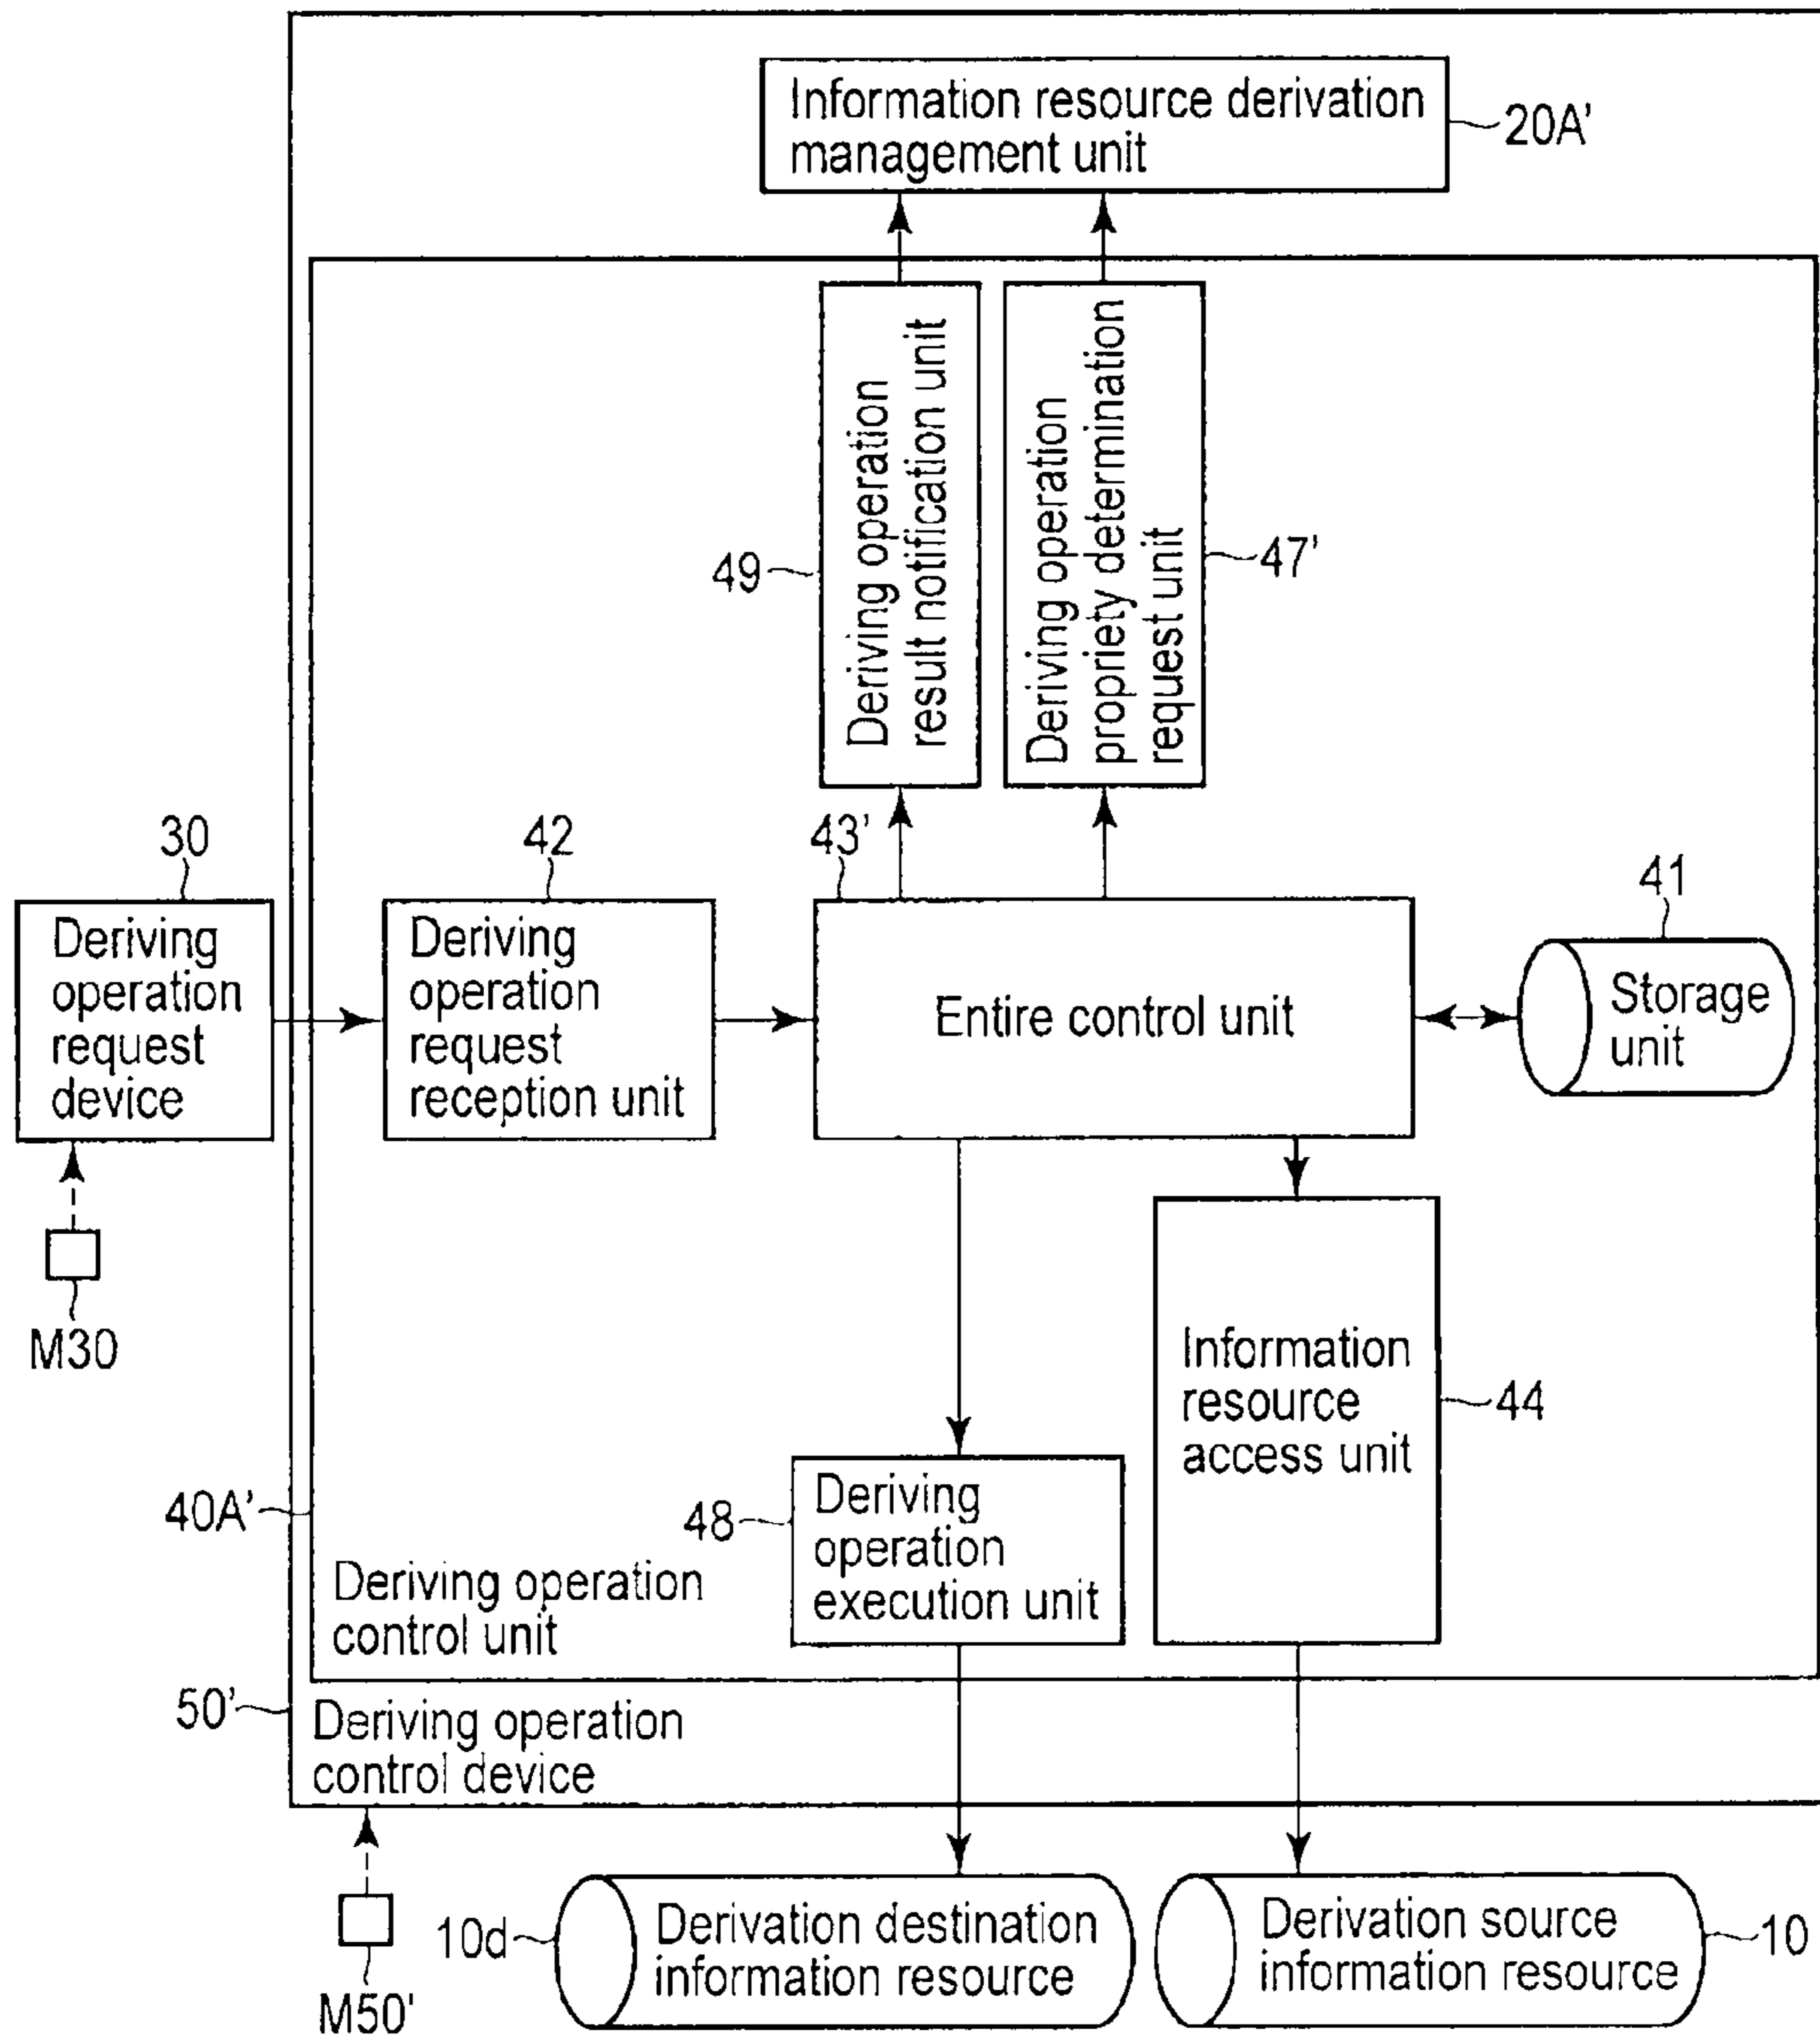 Information resource derivation
management unit
20A'
Deriving operation
result notification unit
49
Deriving operation
propriety determination
request unit
47'
30
Deriving
operation
request
device
M30
42
Deriving
operation
request
reception unit
43'
Entire control unit
41
Storage
unit
Information
resource
access unit
44
48
Deriving
operation
execution unit
40A'
Deriving operation
control unit
50'
Deriving operation
control device
M50'
10d
Derivation destination
information resource
Derivation source
information resource
10